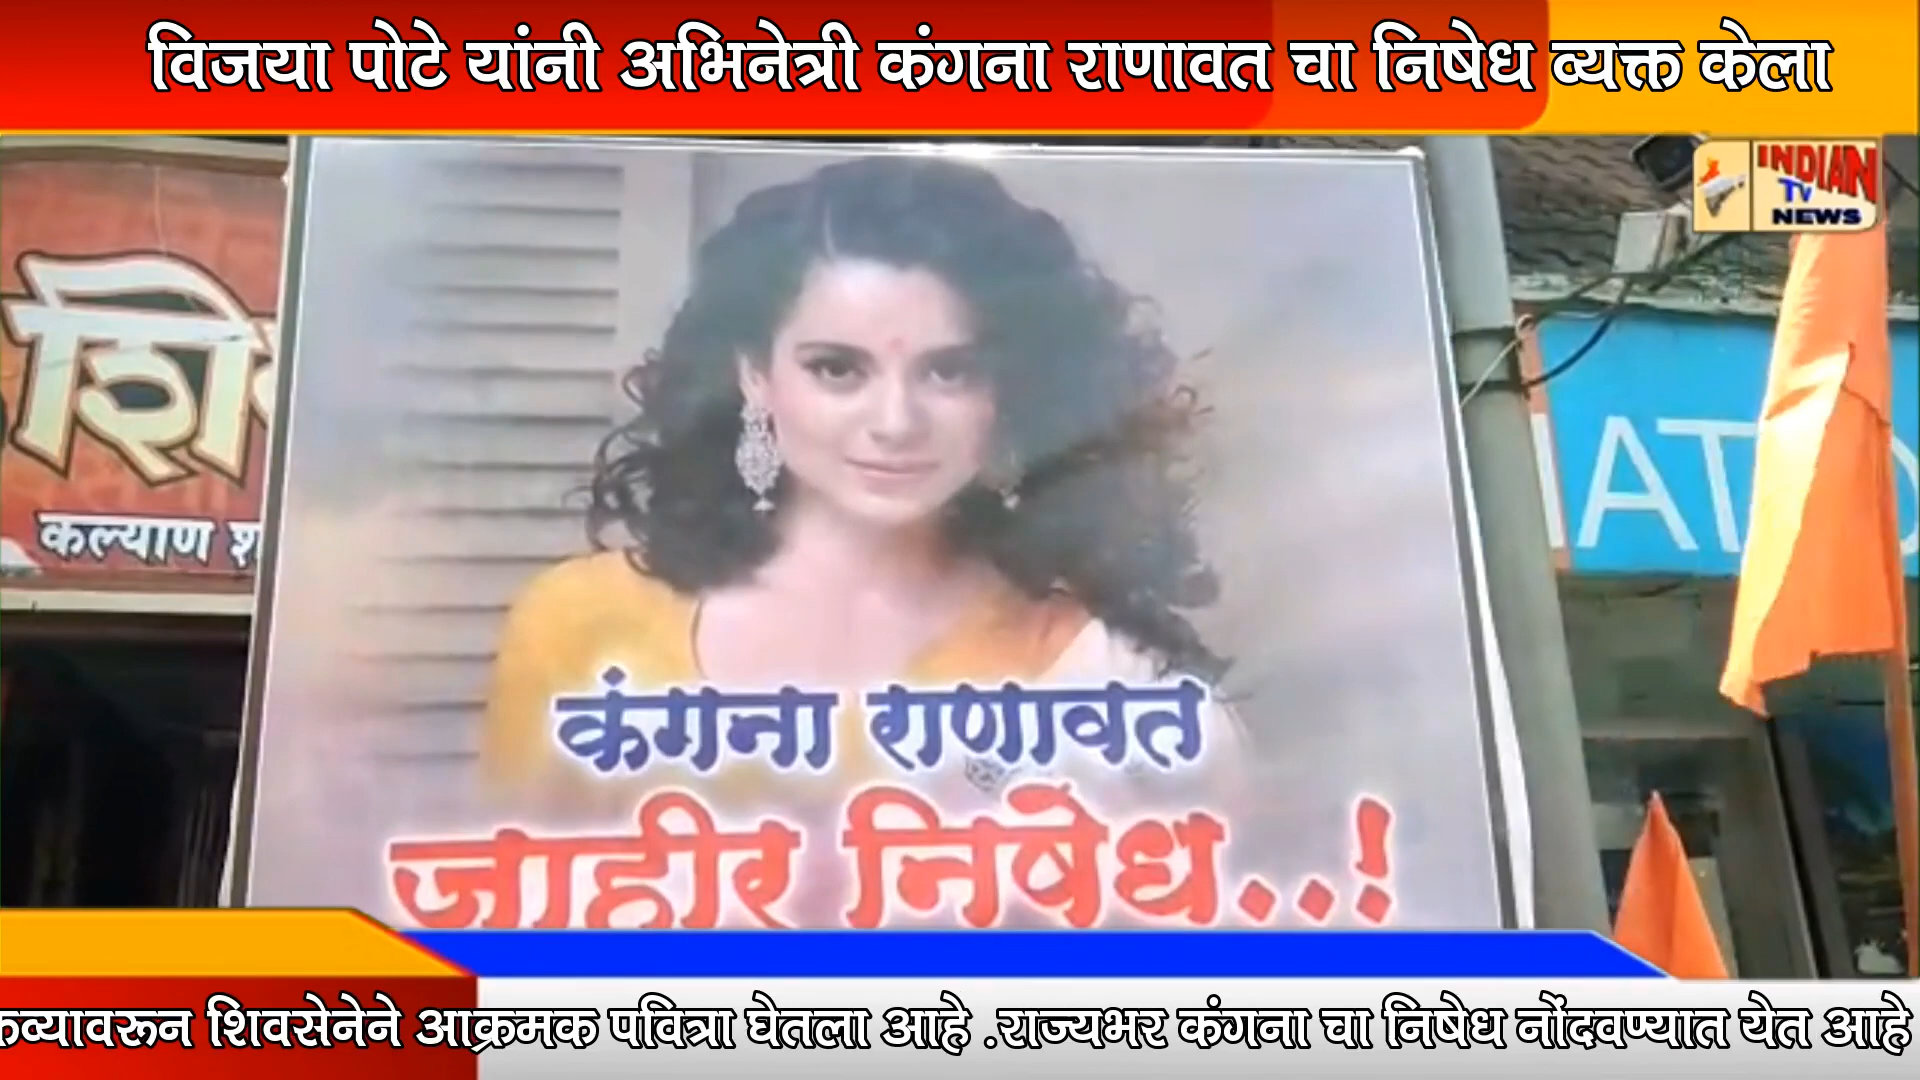 विजया पोटे यांनी अभिनेत्री कंगना राणावत चा निषेध व्यक्त केला
INDIAN
TV
NEWS
कल्याण
कंगना राणावत
जाहीर निषेध..!
शिवसेनेने आक्रमक पवित्रा घेतला आहे .राज्यभर कंगना चा निषेध नोंदवण्यात येत आहे